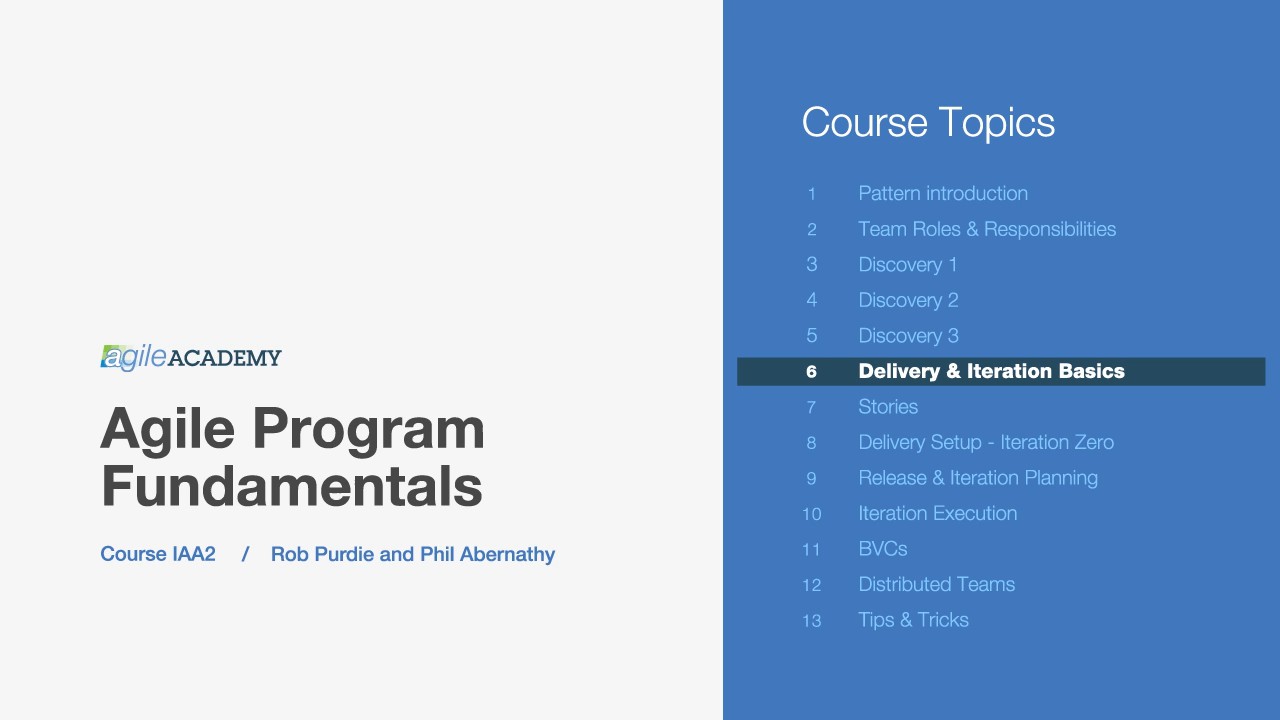 agileACADEMY
Agile Program
Fundamentals
Course IAA2 / Rob Purdie and Phil Abernathy
Course Topics
1 Pattern introduction
2 Team Roles & Responsibilities
3 Discovery 1
4 Discovery 2
5 Discovery 3
6 Delivery & Iteration Basics
7 Stories
8 Delivery Setup - Iteration Zero
9 Release & Iteration Planning
10 Iteration Execution
11 BVCs
12 Distributed Teams
13 Tips & Tricks